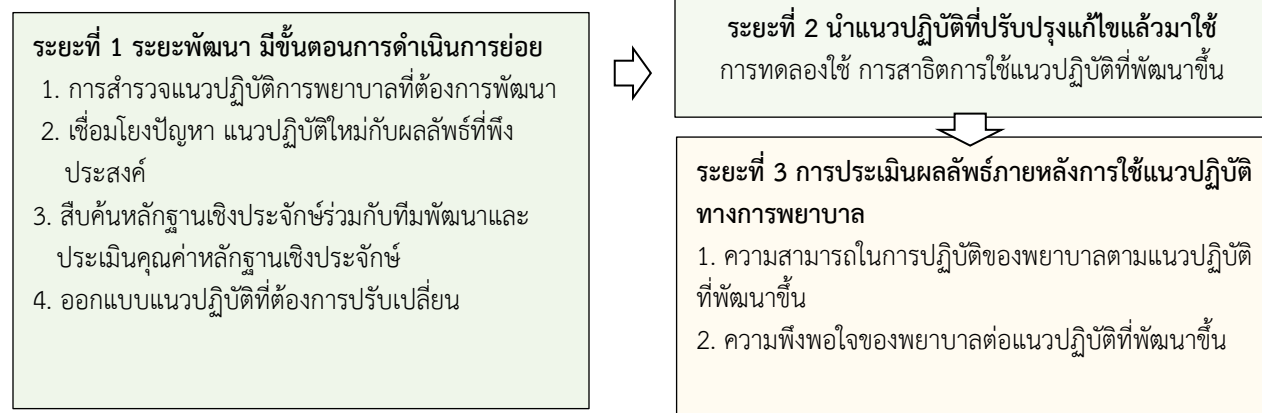 ระยะที่ 1 ระยะพัฒนา มีขั้นตอนการดำเนินการย่อย
1. การสำรวจแนวปฏิบัติการพยาบาลที่ต้องการพัฒนา
2. เชื่อมโยงปัญหา แนวปฏิบัติใหม่กับผลลัพธ์ที่พึง
ประสงค์
3. สืบค้นหลักฐานเชิงประจักษ์ร่วมกับทีมพัฒนาและ
ประเมินคุณค่าหลักฐานเชิงประจักษ์
4. ออกแบบแนวปฏิบัติที่ต้องการปรับเปลี่ยน
ระยะที่ 2 นำแนวปฏิบัติที่ปรับปรุงแก้ไขแล้วมาใช้
การทดลองใช้ การสาธิตการใช้แนวปฏิบัติที่พัฒนาขึ้น
ระยะที่ 3 การประเมินผลลัพธ์ภายหลังการใช้แนวปฏิบัติ
ทางการพยาบาล
1. ความสามารถในการปฏิบัติของพยาบาลตามแนวปฏิบัติ
ที่พัฒนาขึ้น
2. ความพึงพอใจของพยาบาลต่อแนวปฏิบัติที่พัฒนาขึ้น